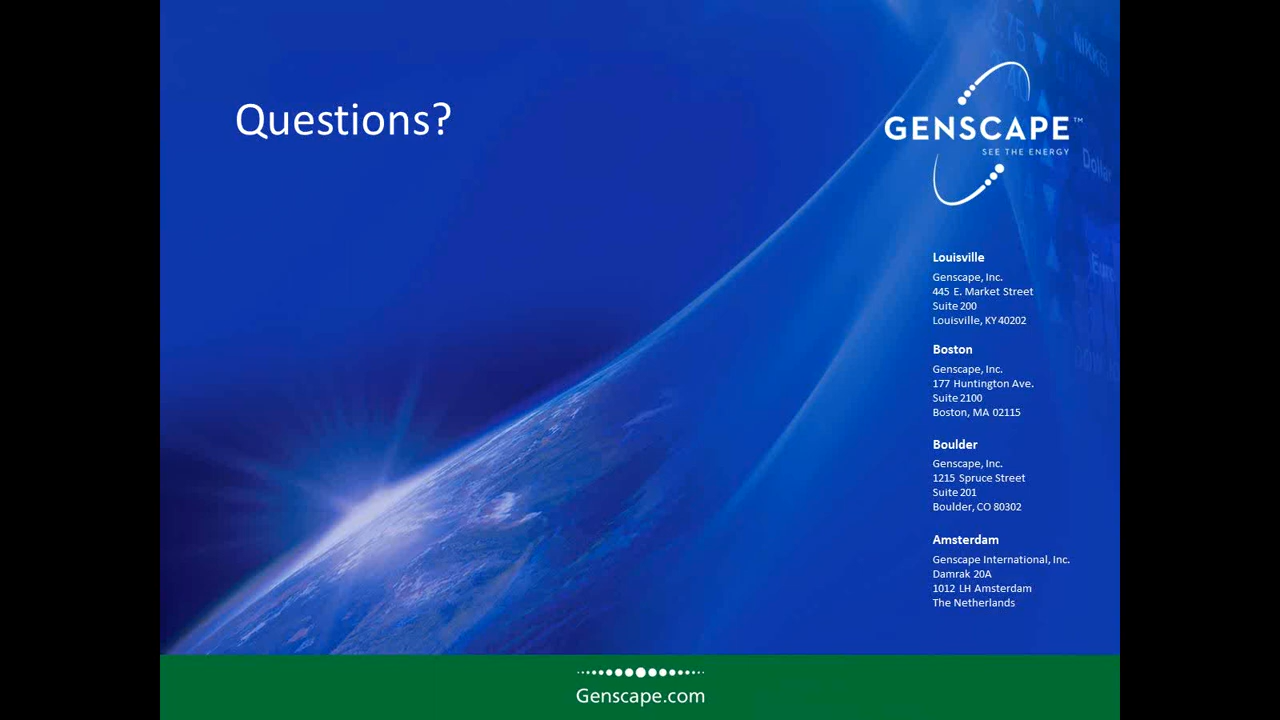 Questions?
GENSCAPE™
SEE THE ENERGY
NIKKEI
Dollar
Louisville
Genscape, Inc.
445 E. Market Street
Suite 200
Louisville, KY 40202
Boston
Genscape, Inc.
177 Huntington Ave.
Suite 2100
Boston, MA 02115
Boulder
Genscape, Inc.
1215 Spruce Street
Suite 201
Boulder, CO 80302
Amsterdam
Genscape International, Inc.
Damrak 20A
1012 LH Amsterdam
The Netherlands
Genscape.com